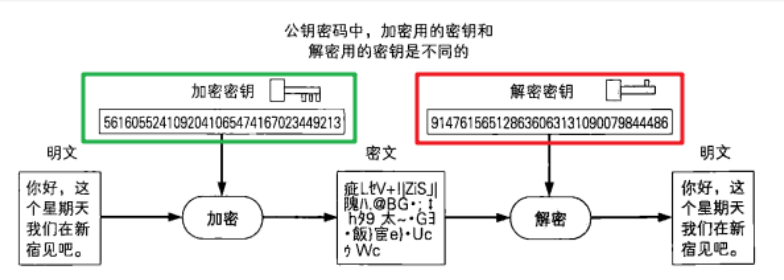 公钥密码中，加密用的密钥和
解密用的密钥是不同的
加密密钥
5616055241092041065474167023449213
解密密钥
914761565128636063131090079844486
明文
你好，这
个星期天
我们在新
宿见吧。
加密
密文
解密
明文
你好，这
个星期天
我们在新
宿见吧。